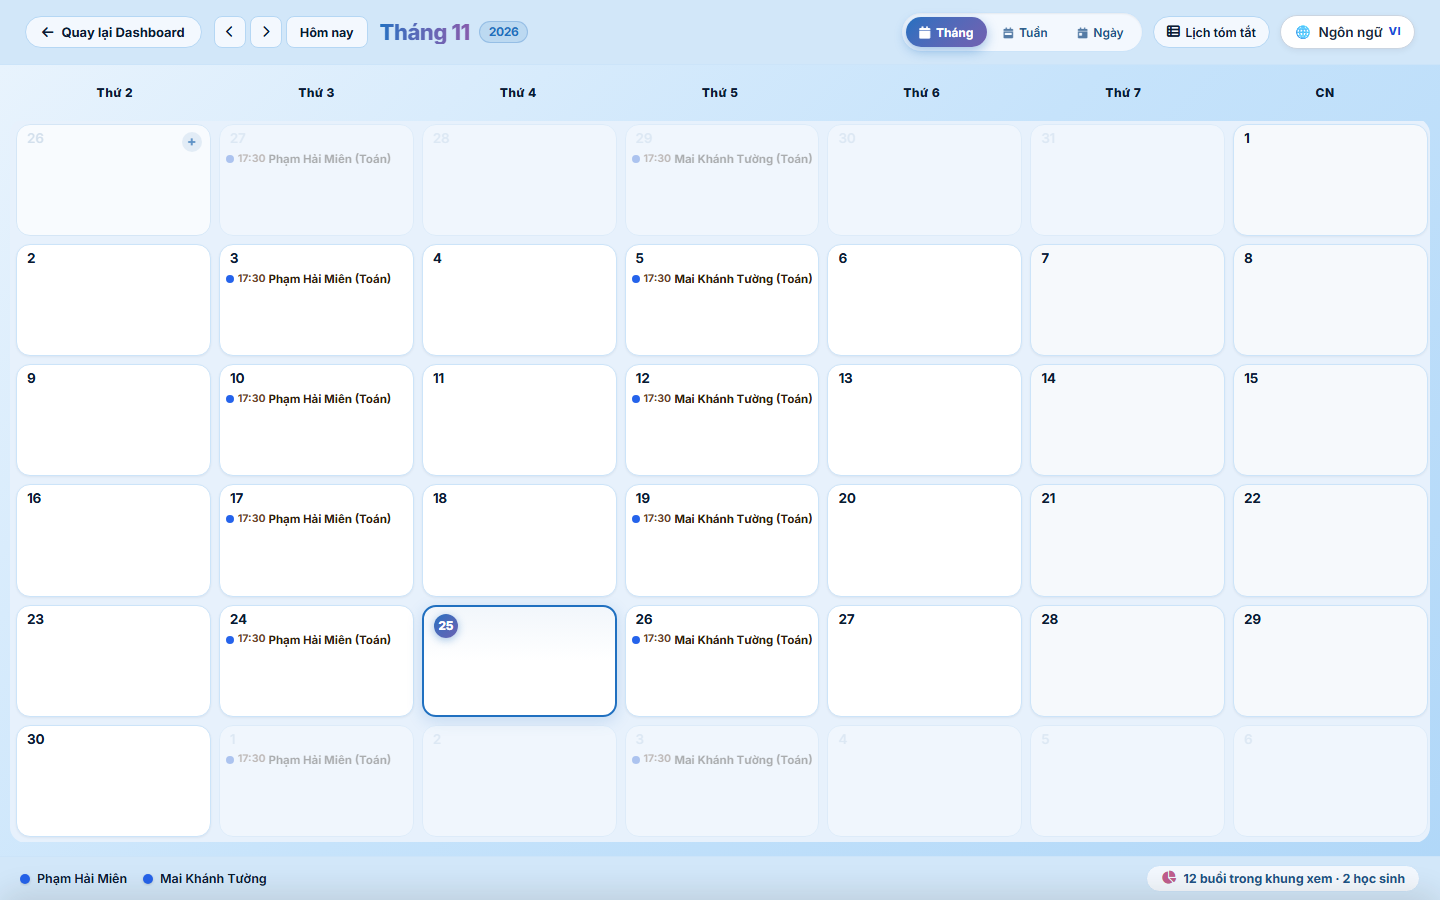 Quay lại Dashboard
Hôm nay
Tháng 11
2026
Tháng
Tuần
Ngày
Lịch tóm tắt
Ngôn ngữ VI
Thứ 2
Thứ 3
Thứ 4
Thứ 5
Thứ 6
Thứ 7
CN
26
+
27
17:30 Phạm Hải Miên (Toán)
28
29
17:30 Mai Khánh Tường (Toán)
30
31
1
2
3
17:30 Phạm Hải Miên (Toán)
4
5
17:30 Mai Khánh Tường (Toán)
6
7
8
9
10
17:30 Phạm Hải Miên (Toán)
11
12
17:30 Mai Khánh Tường (Toán)
13
14
15
16
17
17:30 Phạm Hải Miên (Toán)
18
19
17:30 Mai Khánh Tường (Toán)
20
21
22
23
24
17:30 Phạm Hải Miên (Toán)
25
26
17:30 Mai Khánh Tường (Toán)
27
28
29
30
1
17:30 Phạm Hải Miên (Toán)
2
3
17:30 Mai Khánh Tường (Toán)
4
5
6
Phạm Hải Miên
Mai Khánh Tường
12 buổi trong khung xem · 2 học sinh